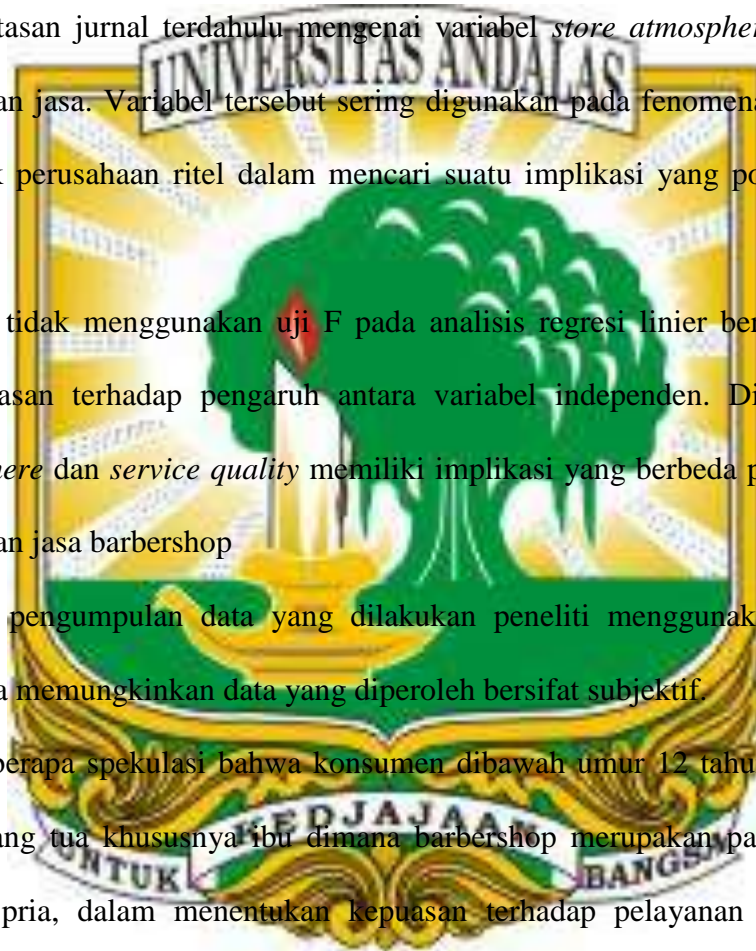 tasan jurnal terdahulu mengenai variabel store atmospher
UNIVERSITAS ANDALAS
an jasa. Variabel tersebut sering digunakan pada fenomena
k perusahaan ritel dalam mencari suatu implikasi yang po
tidak menggunakan uji F pada analisis regresi linier ber
asan terhadap pengaruh antara variabel independen. Di
here dan service quality memiliki implikasi yang berbeda p
an jasa barbershop
pengumpulan data yang dilakukan peneliti menggunak
a memungkinkan data yang diperoleh bersifat subjektif.
berapa spekulasi bahwa konsumen dibawah umur 12 tahu
ang tua khususnya ibu dimana barbershop merupakan pa
UNTUK KEDJAJAAN BANGSA
pria, dalam menentukan kepuasan terhadap pelayanan